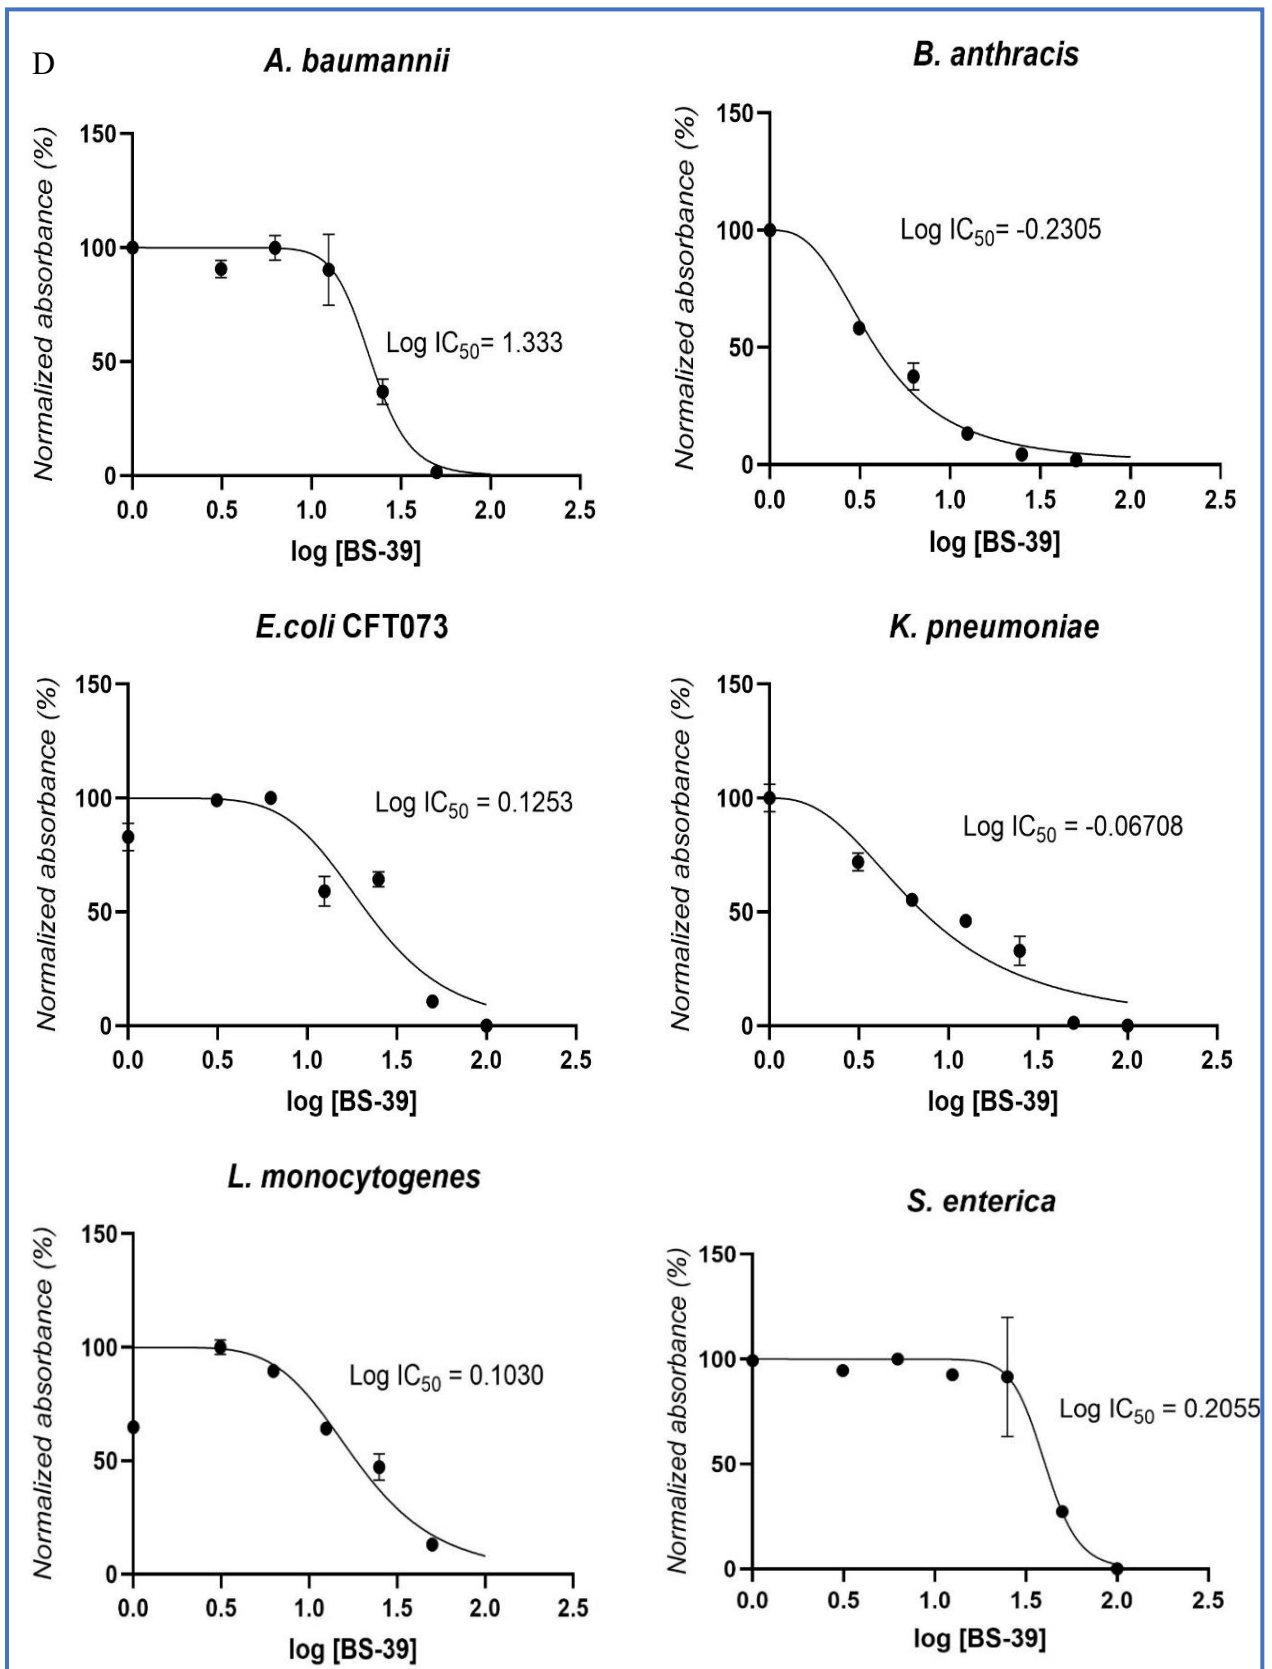 D
A. baumannii
Normalized absorbance (%)
150
100
50
0
Log IC50= 1.333
0.0 0.5 1.0 1.5 2.0 2.5
log [BS-39]
B. anthracis
Normalized absorbance (%)
150
100
50
0
Log IC50= -0.2305
0.0 0.5 1.0 1.5 2.0 2.5
log [BS-39]
E.coli CFT073
Normalized absorbance (%)
150
100
50
0
Log IC50 = 0.1253
0.0 0.5 1.0 1.5 2.0 2.5
log [BS-39]
K. pneumoniae
Normalized absorbance (%)
150
100
50
0
Log IC50 = -0.06708
0.0 0.5 1.0 1.5 2.0 2.5
log [BS-39]
L. monocytogenes
Normalized absorbance (%)
150
100
50
0
Log IC50 = 0.1030
0.0 0.5 1.0 1.5 2.0 2.5
log [BS-39]
S. enterica
Normalized absorbance (%)
150
100
50
0
Log IC50 = 0.2055
0.0 0.5 1.0 1.5 2.0 2.5
log [BS-39]